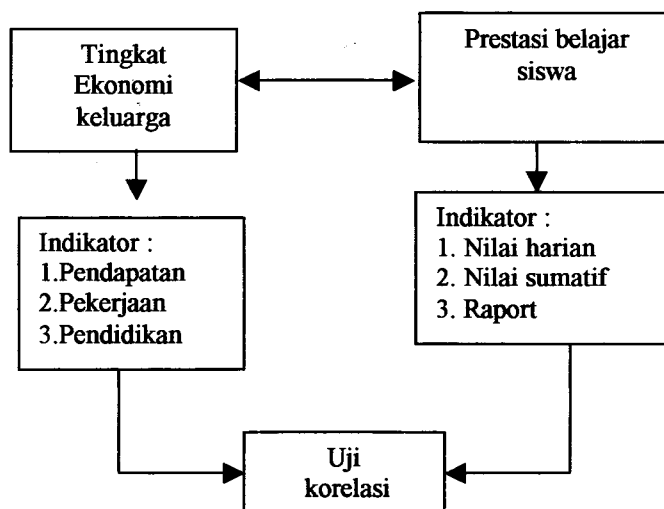 Tingkat
Ekonomi
keluarga
Prestasi belajar
siswa
Indikator :
1.Pendapatan
2.Pekerjaan
3.Pendidikan
Indikator :
1. Nilai harian
2. Nilai sumatif
3. Raport
Uji
korelasi